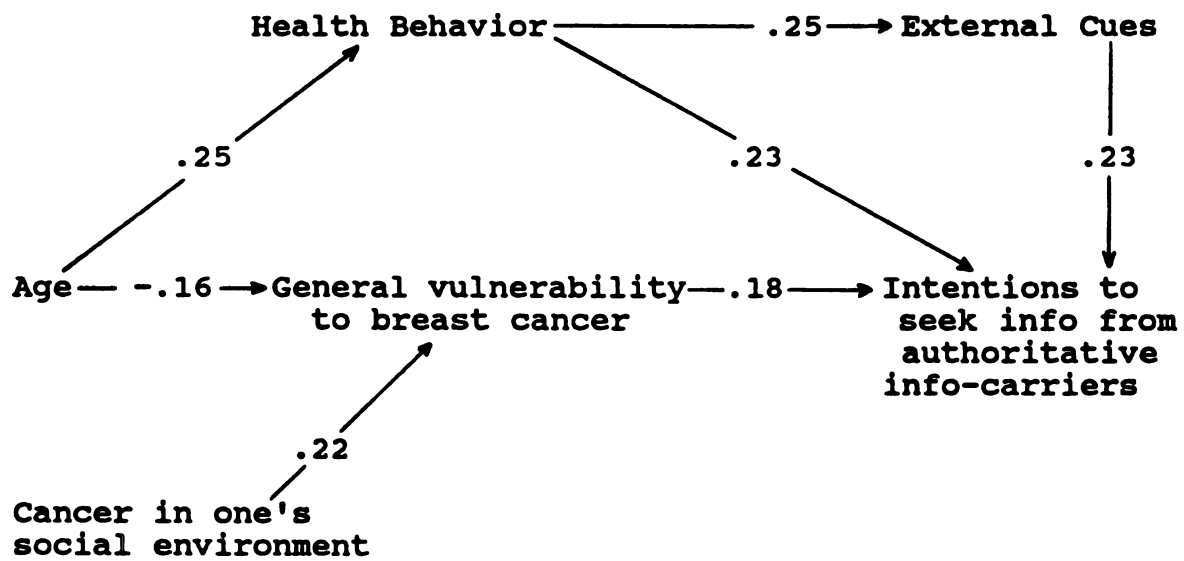 Health Behavior .25 External Cues
.25 .23 .23
Age -.16 General vulnerability .18 Intentions to
to breast cancer seek info from
authoritative
info-carriers
.22
Cancer in one's
social environment